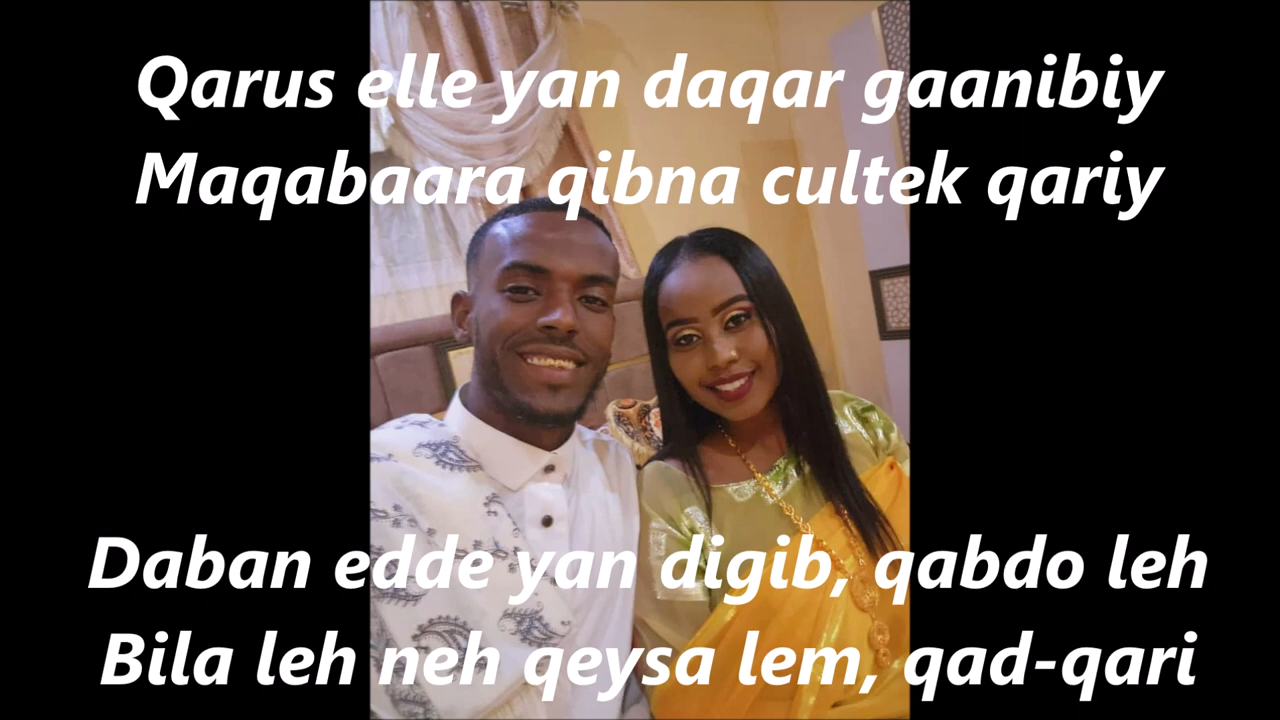 Qarus elle yan daqar gaanibiy
Maqabaara qibna cultek qariy
Daban edde yan digib, qabdo leh
Bila leh neh qeysa lem, qad-qari